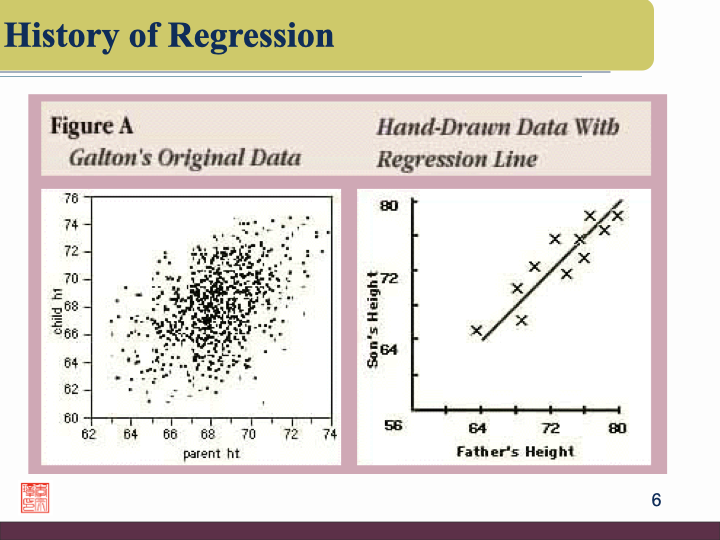 History of Regression
Figure A
Galton's Original Data
Hand-Drawn Data With
Regression Line
76
74
72
70
68
66
64
62
60
child ht
62 64 66 68 70 72 74
parent ht
80
72
64
56
Son's Height
64 72 80
Father's Height
6